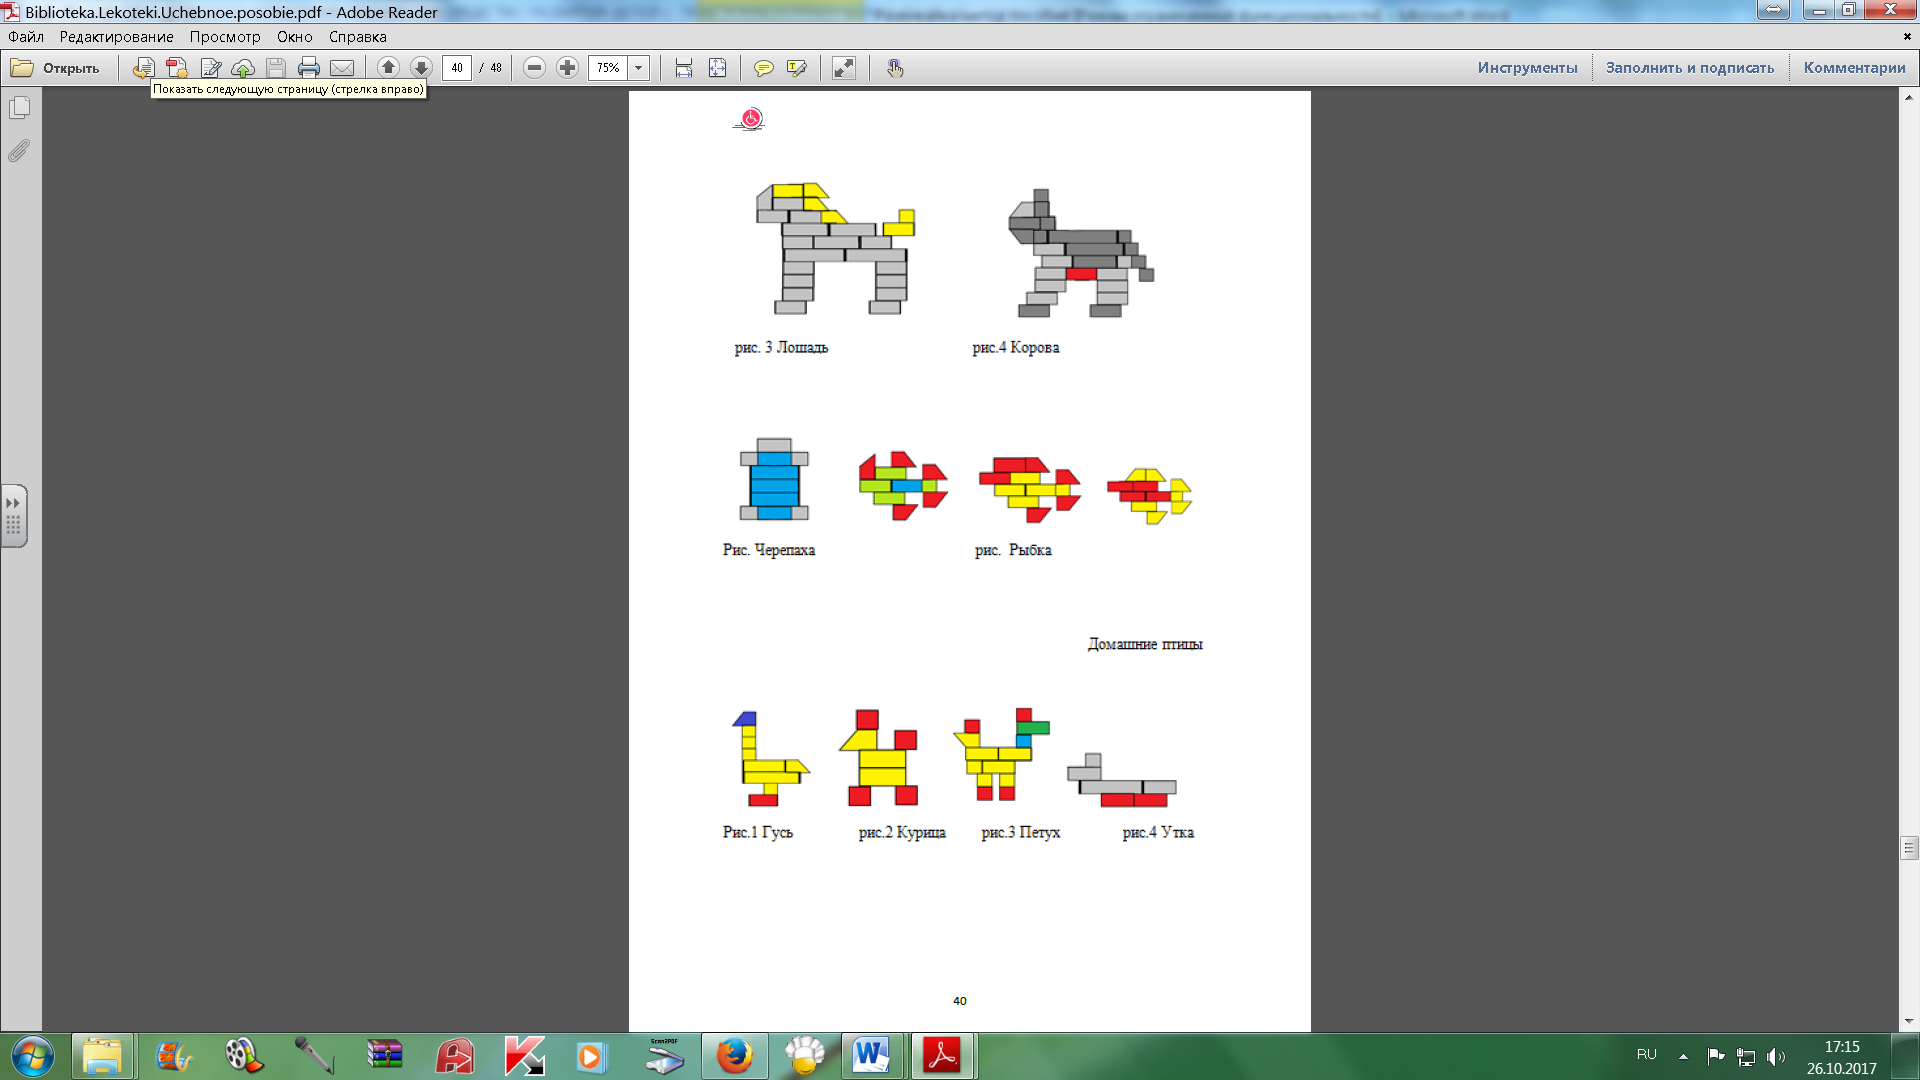 Biblioteka.Lekoteki.Uchebnoe.posobie.pdf - Adobe Reader
Файл Редактирование Просмотр Окно Справка
Открыть 40 / 48 75% Инструменты Заполнить и подписать Комментарии
Показать следующую страницу (стрелка вправо)
рис. 3 Лошадь рис.4 Корова
Рис. Черепаха рис. Рыбка
Домашние птицы
Рис.1 Гусь рис.2 Курица рис.3 Петух рис.4 Утка
40
Scan2PDF
RU 17:15
26.10.2017